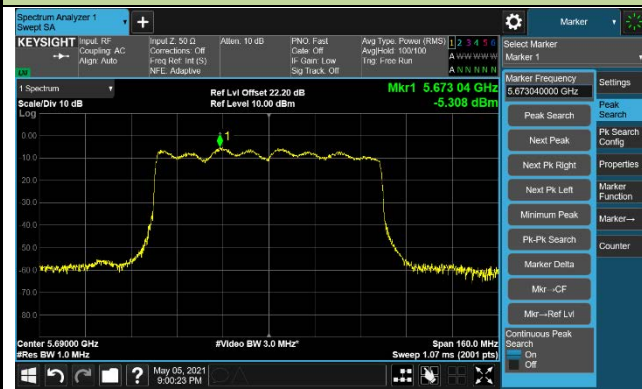 Spectrum Analyzer 1
Swept SA
KEYSIGHT
Input: RF
Coupling: AC
Align: Auto
Input Z: 50 Ω
Corrections: Off
Freq Ref: Int (S)
NFE: Adaptive
Atten: 10 dB
PNO: Fast
Gate: Off
IF Gain: Low
Sig Track: Off
Avg Type: Power (RMS)
Avg|Hold: 100/100
Trig: Free Run
1 2 3 4 5 6
A W W W W W
A N N N N N
1 Spectrum
Scale/Div 10 dB
Log
Ref Lvl Offset 22.20 dB
Ref Level 10.00 dBm
Mkr1 5.673 04 GHz
-5.308 dBm
1
0.00
10.0
20.0
30.0
40.0
50.0
60.0
70.0
80.0
Center 5.69000 GHz
#Res BW 1.0 MHz
#Video BW 3.0 MHz*
Span 160.0 MHz
Sweep 1.07 ms (2001 pts)
May 05, 2021
9:00:23 PM
Marker
Select Marker
Marker 1
Marker Frequency
5.673040000 GHz
Peak Search
Next Peak
Next Pk Right
Next Pk Left
Minimum Peak
Pk-Pk Search
Marker Delta
Mkr→CF
Mkr→Ref Lvl
Continuous Peak
Search
On
Off
Settings
Peak
Search
Pk Search
Config
Properties
Marker
Function
Marker→
Counter